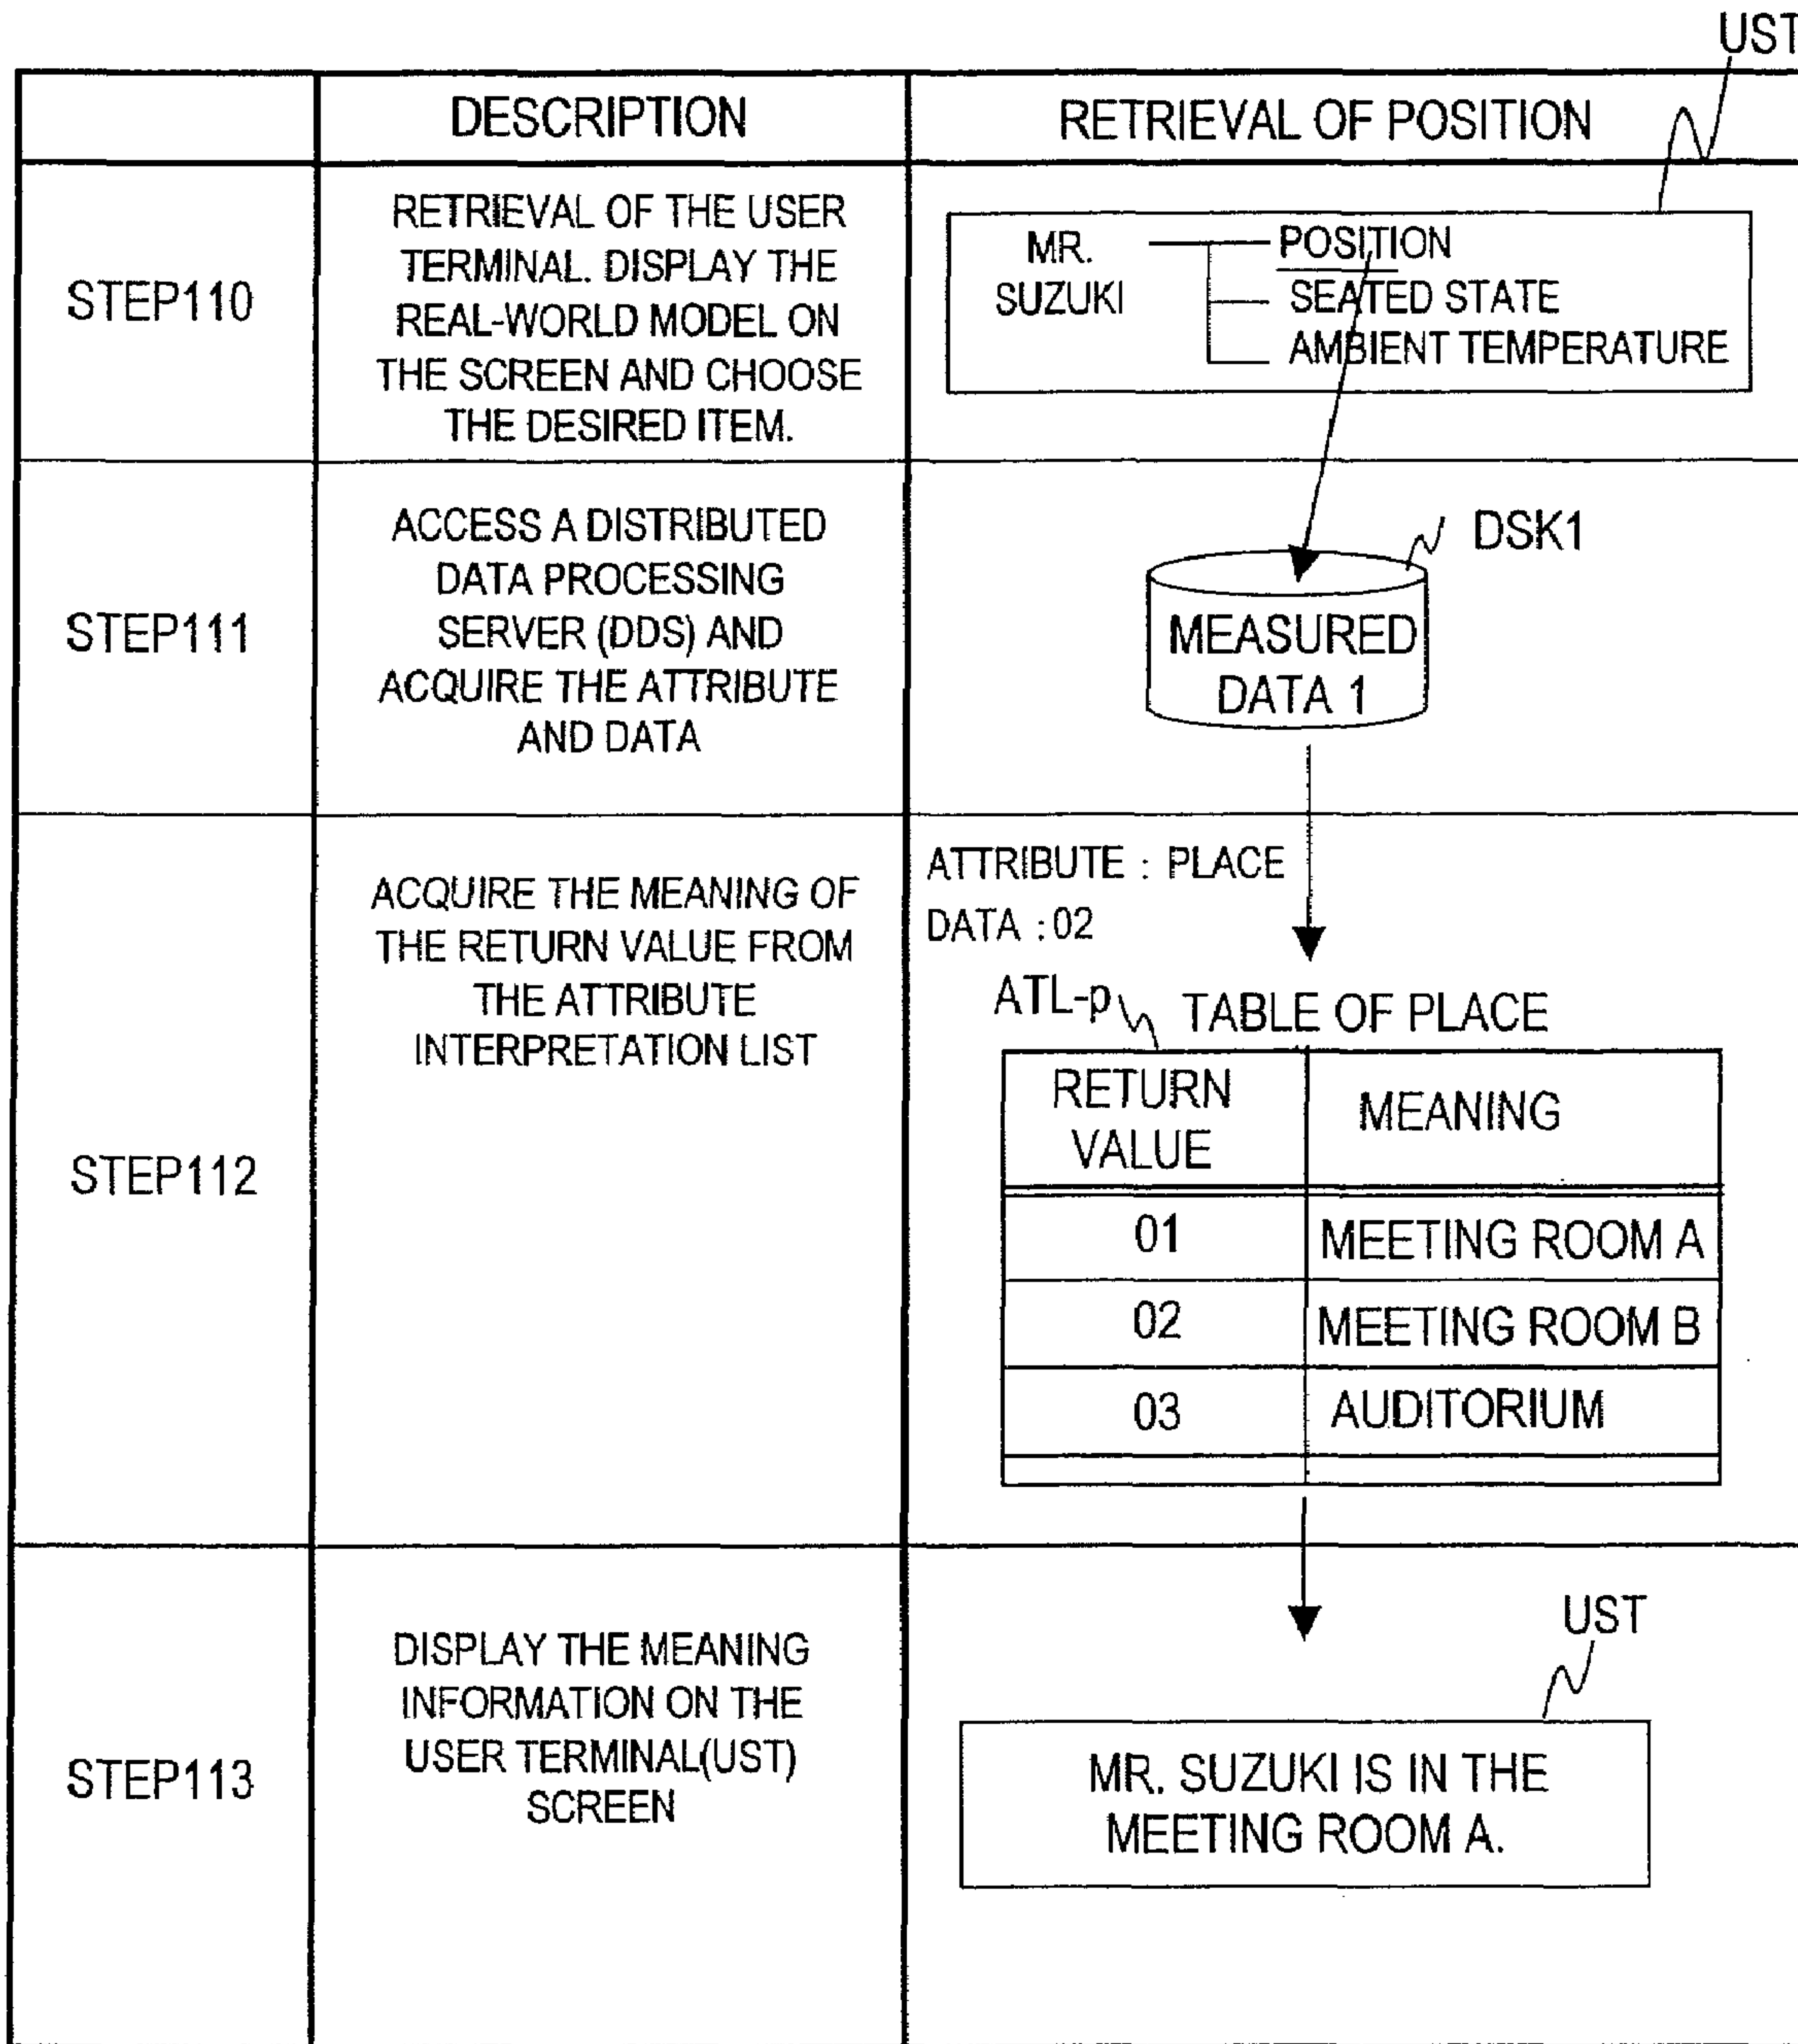 UST
DESCRIPTION
RETRIEVAL OF POSITION
STEP110
RETRIEVAL OF THE USER
TERMINAL. DISPLAY THE
REAL-WORLD MODEL ON
THE SCREEN AND CHOOSE
THE DESIRED ITEM.
MR.
SUZUKI
POSITION
SEATED STATE
AMBIENT TEMPERATURE
STEP111
ACCESS A DISTRIBUTED
DATA PROCESSING
SERVER (DDS) AND
ACQUIRE THE ATTRIBUTE
AND DATA
DSK1
MEASURED
DATA 1
STEP112
ACQUIRE THE MEANING OF
THE RETURN VALUE FROM
THE ATTRIBUTE
INTERPRETATION LIST
ATTRIBUTE : PLACE
DATA :02
ATL-p
TABLE OF PLACE
RETURN
VALUE
MEANING
01 MEETING ROOM A
02 MEETING ROOM B
03 AUDITORIUM
STEP113
DISPLAY THE MEANING
INFORMATION ON THE
USER TERMINAL(UST)
SCREEN
UST
MR. SUZUKI IS IN THE
MEETING ROOM A.